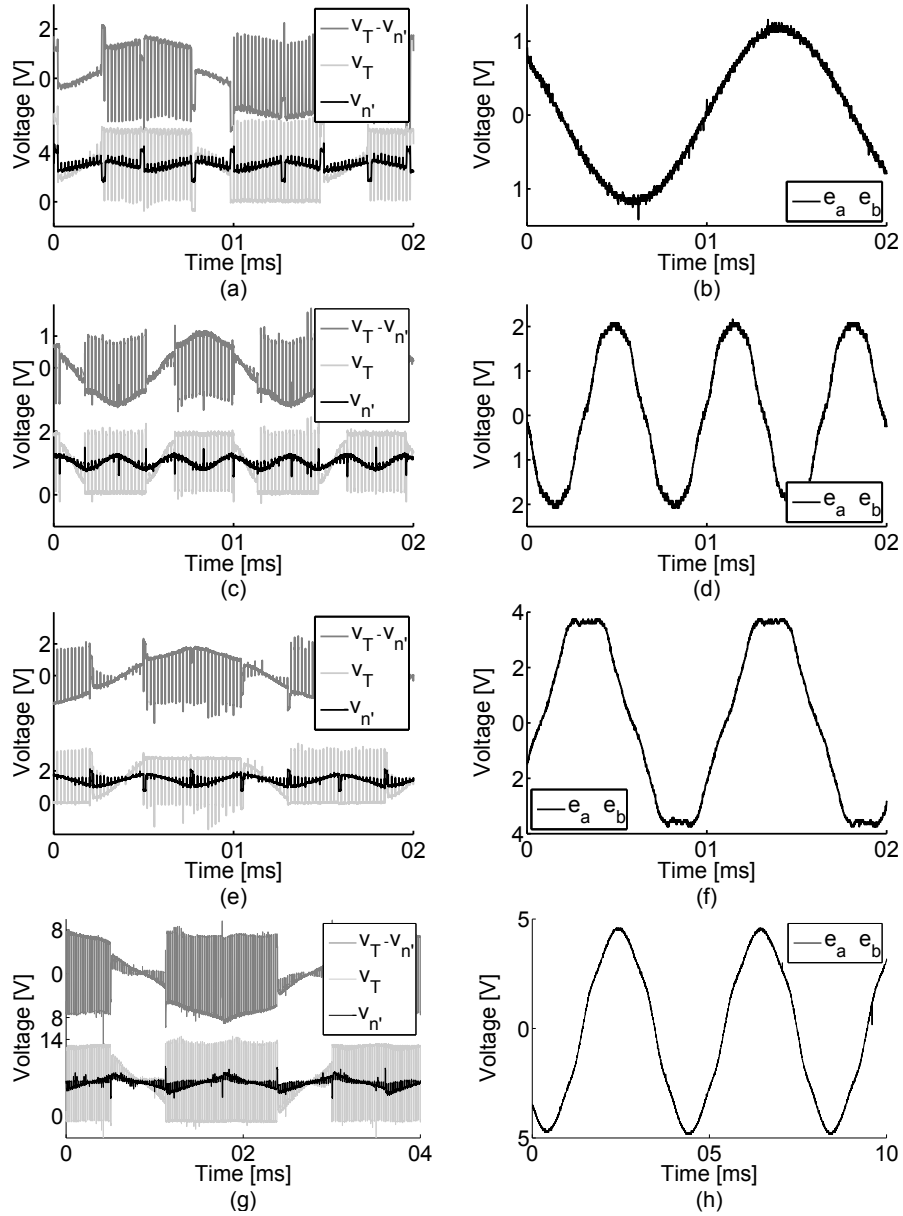 Voltage [V]
2
0
4
0
v_T - v_n'
v_T
v_n'
0 01 02
Time [ms]
(a)
Voltage [V]
1
0
1
e_a e_b
0 01 02
Time [ms]
(b)
Voltage [V]
1
0
2
0
v_T - v_n'
v_T
v_n'
0 01 02
Time [ms]
(c)
Voltage [V]
2
0
2
e_a e_b
0 01 02
Time [ms]
(d)
Voltage [V]
2
0
2
0
v_T - v_n'
v_T
v_n'
0 01 02
Time [ms]
(e)
Voltage [V]
4
2
0
2
4
e_a e_b
0 01 02
Time [ms]
(f)
Voltage [V]
8
0
8
14
0
v_T - v_n'
v_T
v_n'
0 02 04
Time [ms]
(g)
Voltage [V]
5
0
5
e_a e_b
0 05 10
Time [ms]
(h)